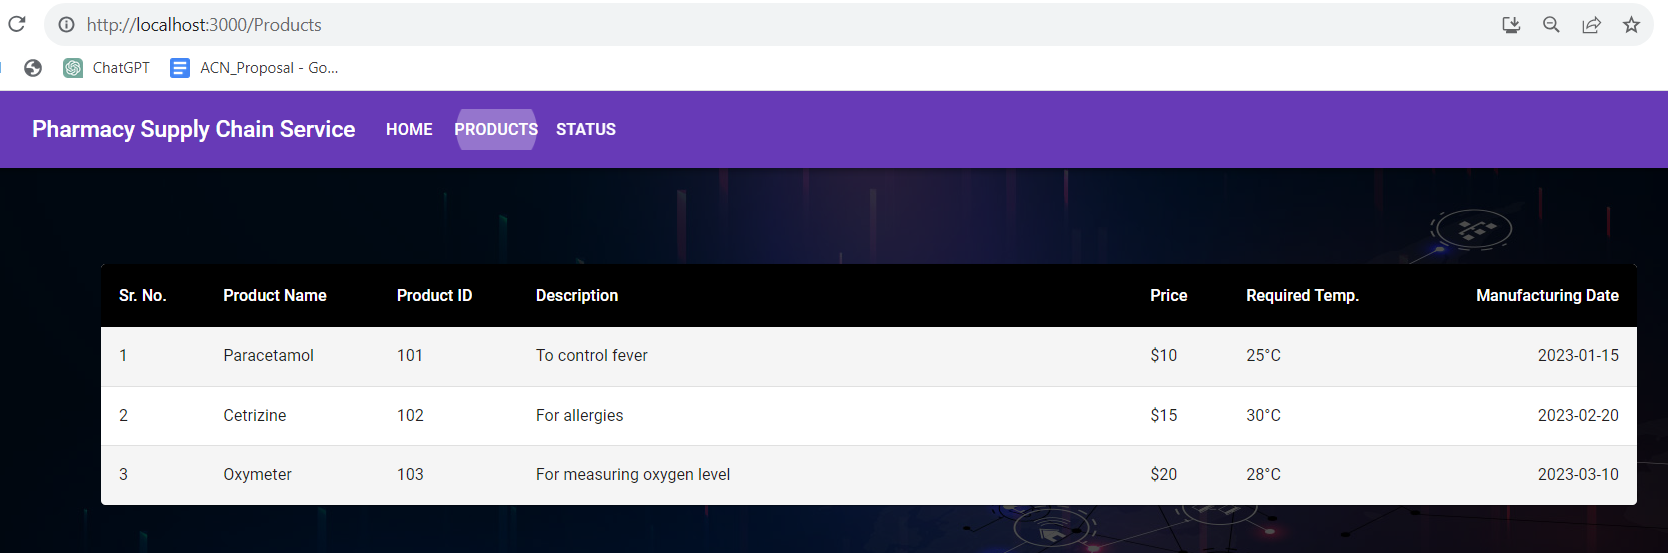 http://localhost:3000/Products
ChatGPT ACN_Proposal - Go...
Pharmacy Supply Chain Service HOME PRODUCTS STATUS
Sr. No. Product Name Product ID Description Price Required Temp. Manufacturing Date
1 Paracetamol 101 To control fever $10 25°C 2023-01-15
2 Cetrizine 102 For allergies $15 30°C 2023-02-20
3 Oxymeter 103 For measuring oxygen level $20 28°C 2023-03-10